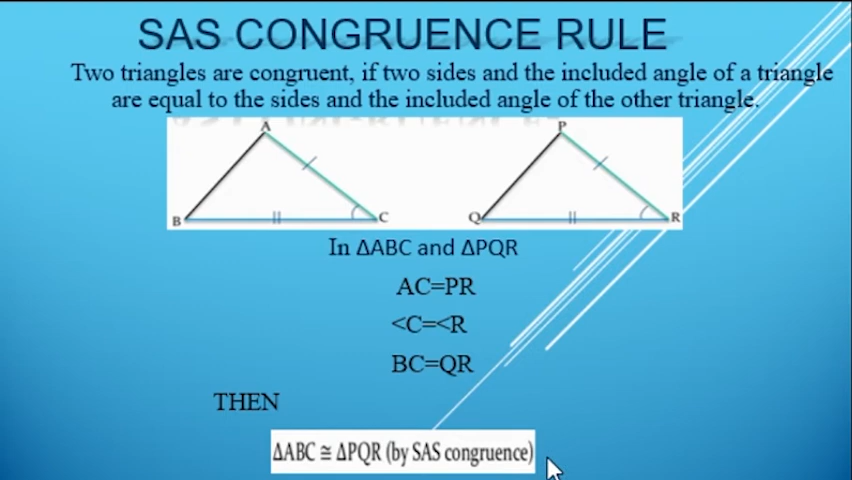 SAS CONGRUENCE RULE
Two triangles are congruent, if two sides and the included angle of a triangle
are equal to the sides and the included angle of the other triangle.
A P
B C Q R
In ΔABC and ΔPQR
AC=PR
<C=<R
BC=QR
THEN
ΔABC ≅ ΔPQR (by SAS congruence)